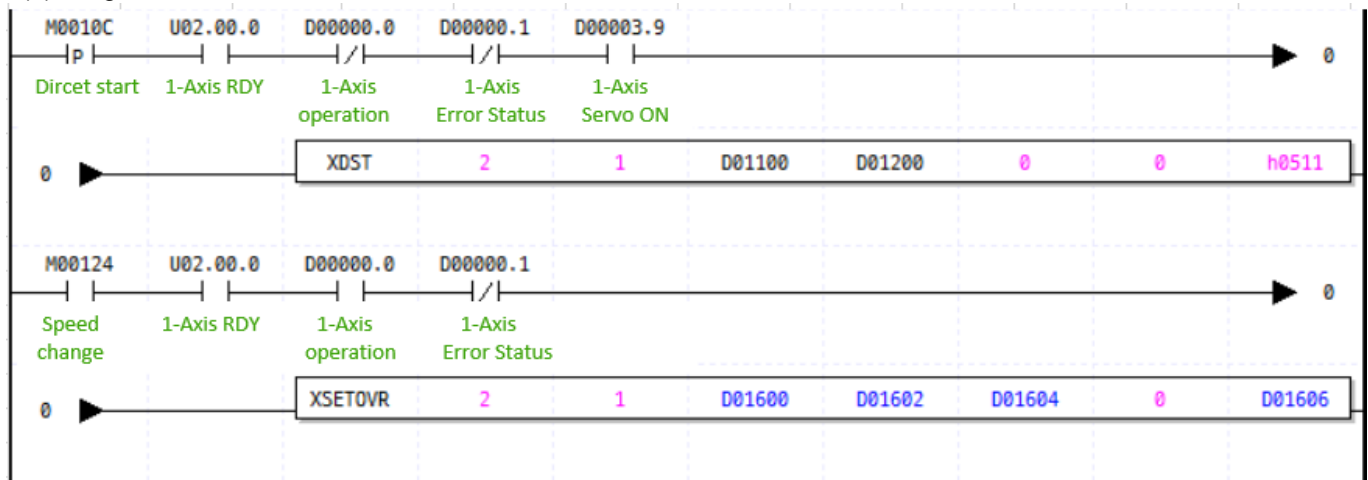 M0010C U02.00.0 D00000.0 D00000.1 D00003.9
P 0
Dircet start 1-Axis RDY 1-Axis 1-Axis 1-Axis
operation Error Status Servo ON
0 XDST 2 1 D01100 D01200 0 0 h0511
M00124 U02.00.0 D00000.0 D00000.1
0
Speed 1-Axis RDY 1-Axis 1-Axis
change operation Error Status
0 XSETOVR 2 1 D01600 D01602 D01604 0 D01606